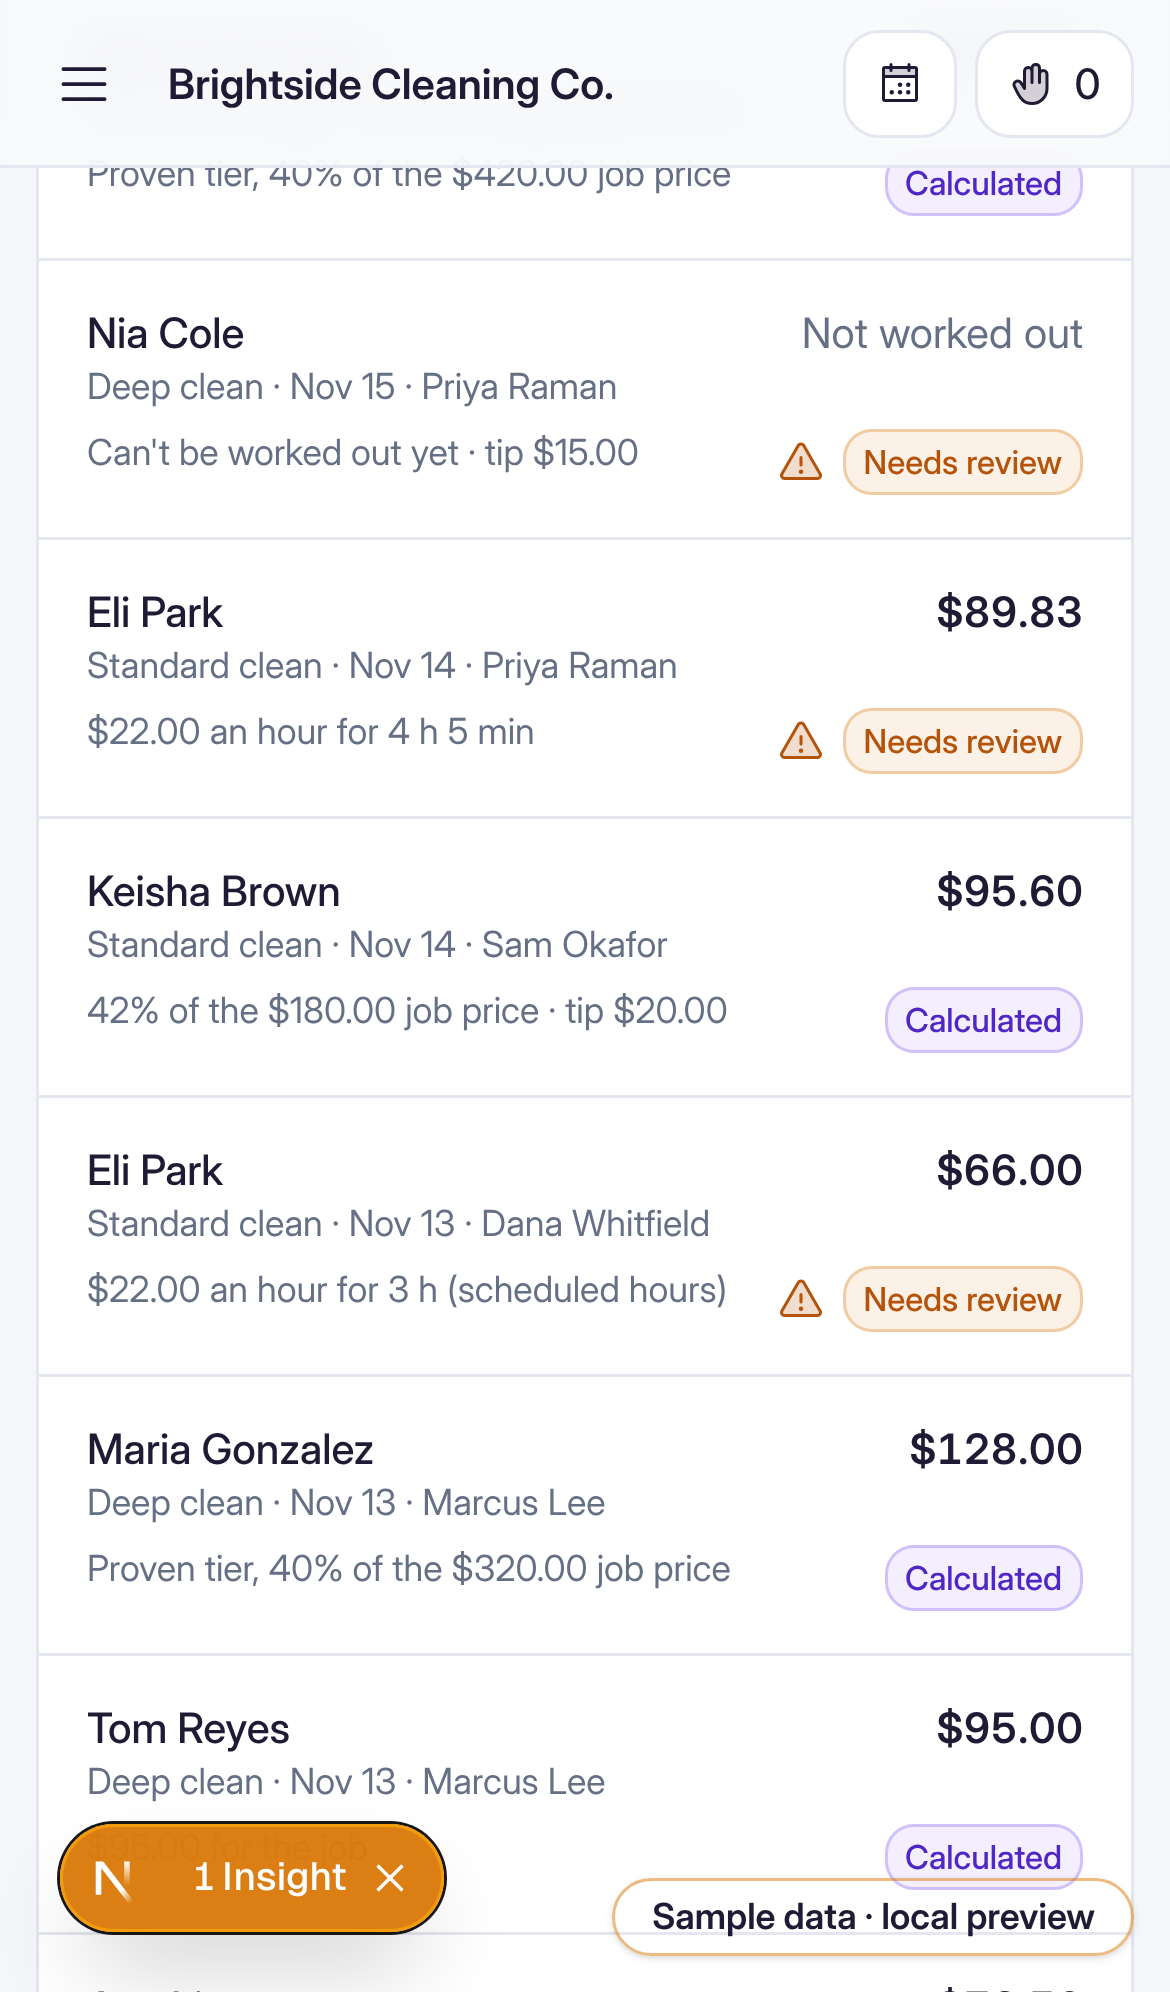 Brightside Cleaning Co.
0
Proven tier, 40% of the $420.00 job price
Calculated
Nia Cole
Not worked out
Deep clean · Nov 15 · Priya Raman
Can't be worked out yet · tip $15.00
Needs review
Eli Park
$89.83
Standard clean · Nov 14 · Priya Raman
$22.00 an hour for 4 h 5 min
Needs review
Keisha Brown
$95.60
Standard clean · Nov 14 · Sam Okafor
42% of the $180.00 job price · tip $20.00
Calculated
Eli Park
$66.00
Standard clean · Nov 13 · Dana Whitfield
$22.00 an hour for 3 h (scheduled hours)
Needs review
Maria Gonzalez
$128.00
Deep clean · Nov 13 · Marcus Lee
Proven tier, 40% of the $320.00 job price
Calculated
Tom Reyes
$95.00
Deep clean · Nov 13 · Marcus Lee
$95.00 for the job
Calculated
N 1 Insight
Sample data · local preview